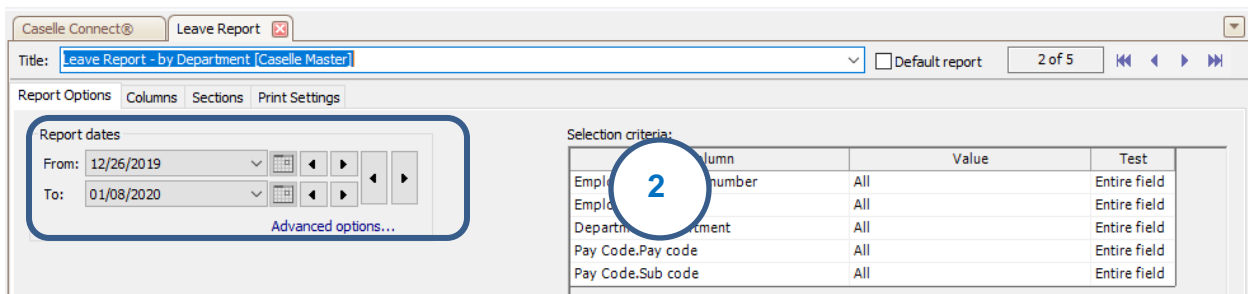 Caselle Connect® Leave Report
Title: Leave Report - by Department [Caselle Master] Default report 2 of 5
Report Options Columns Sections Print Settings
Report dates
From: 12/26/2019
To: 01/08/2020
Advanced options...
Selection criteria:
Value Test
number All Entire field
All Entire field
All Entire field
Pay Code.Pay code All Entire field
Pay Code.Sub code All Entire field
2